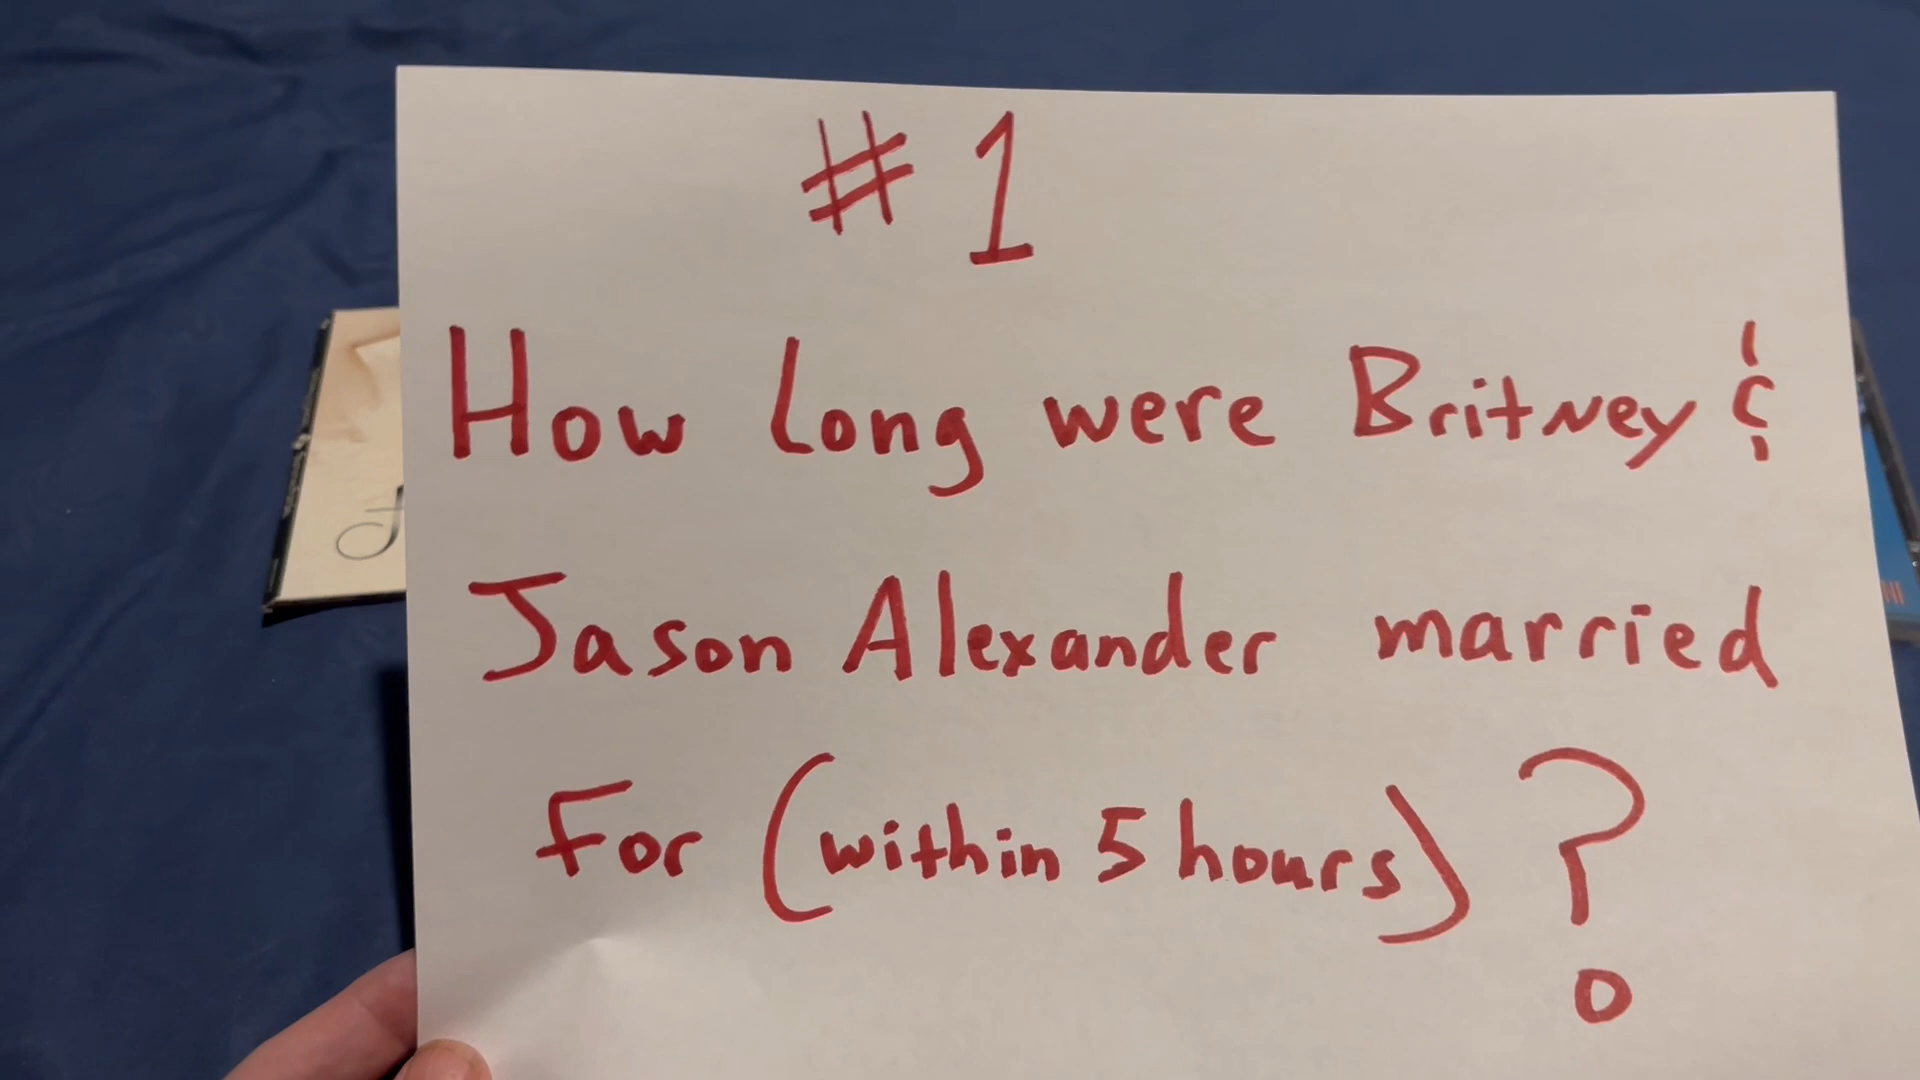 #1
How long were Britney &
Jason Alexander married
For (within 5 hours) ?